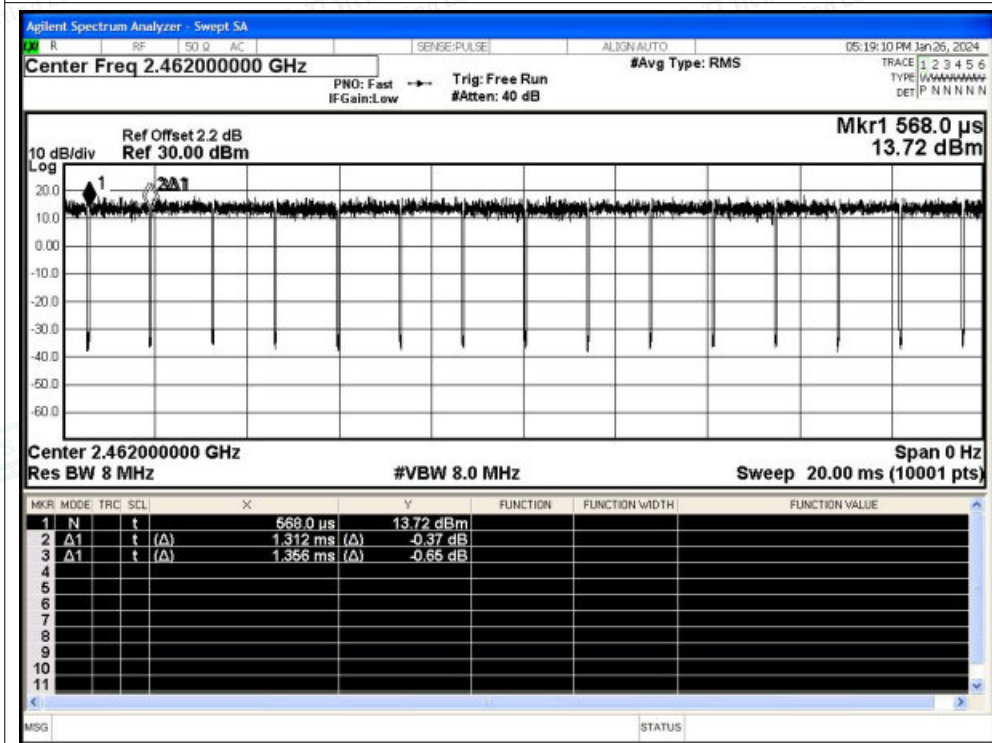 Agilent Spectrum Analyzer - Swept SA
LXI R RF 50 Ω AC SENSE:PULSE ALIGN AUTO 05:19:10 PM Jan 26, 2024
Center Freq 2.462000000 GHz #Avg Type: RMS TRACE 1 2 3 4 5 6
PNO: Fast Trig: Free Run TYPE WWWWWW
IFGain:Low #Atten: 40 dB DET P N N N N N
Mkr1 568.0 µs
Ref Offset 2.2 dB
10 dB/div Ref 30.00 dBm 13.72 dBm
Log
1 2Δ1
20.0
10.0
0.00
-10.0
-20.0
-30.0
-40.0
-50.0
-60.0
Center 2.462000000 GHz Span 0 Hz
Res BW 8 MHz #VBW 8.0 MHz Sweep 20.00 ms (10001 pts)
MKR MODE TRC SCL X Y FUNCTION FUNCTION WIDTH FUNCTION VALUE
1 N t 568.0 µs 13.72 dBm
2 Δ1 t (Δ) 1.312 ms (Δ) -0.37 dB
3 Δ1 t (Δ) 1.356 ms (Δ) -0.65 dB
4
5
6
7
8
9
10
11
MSG STATUS